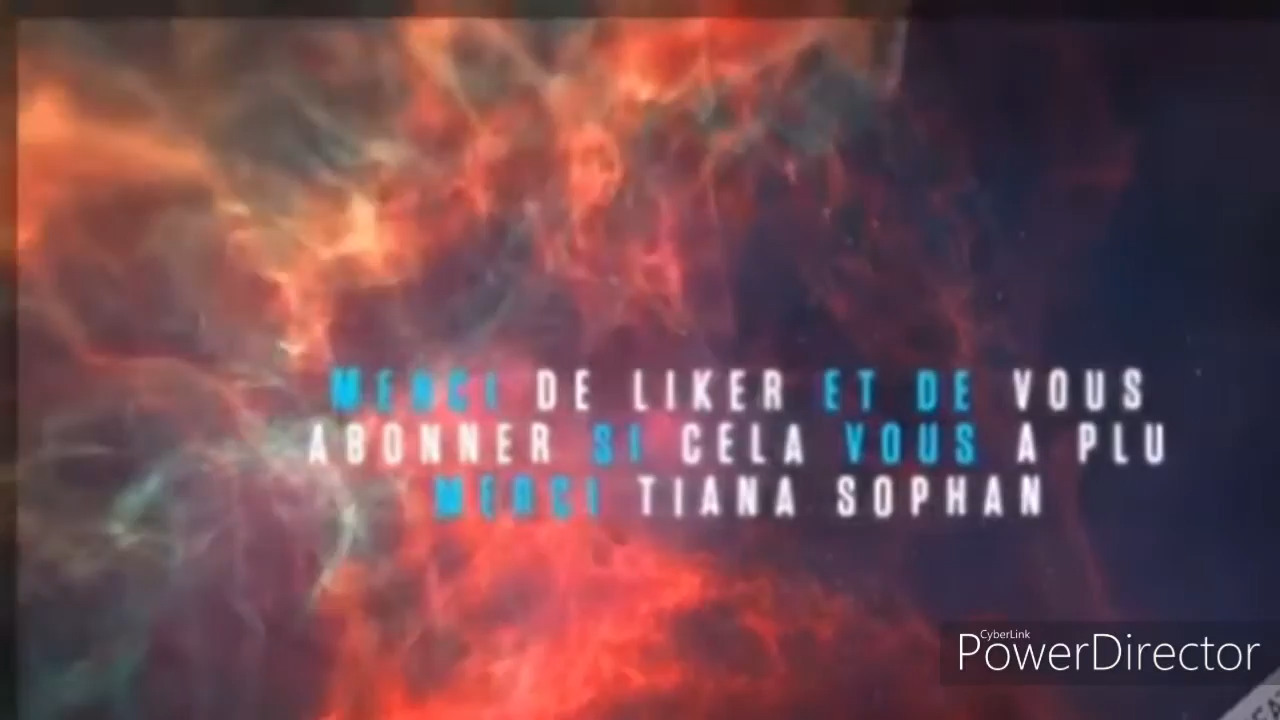 MERCI DE LIKER ET DE VOUS
ABONNER SI CELA VOUS A PLU
MERCI TIANA SOPHAN
CyberLink
PowerDirector